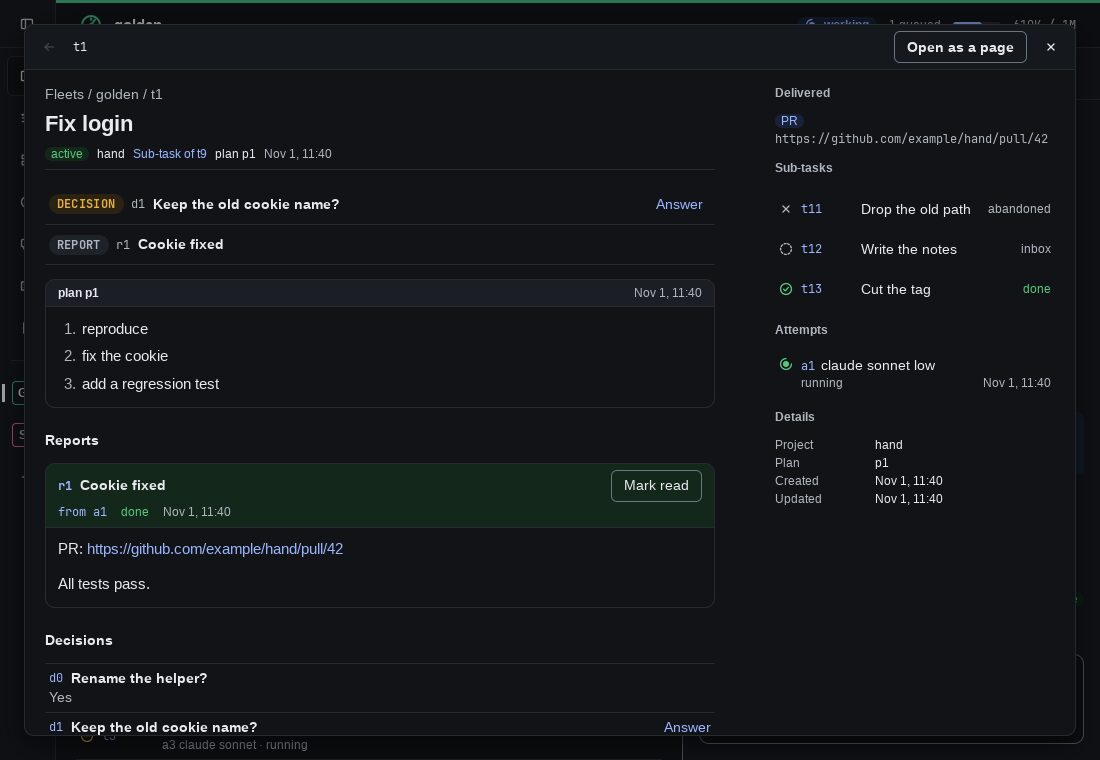 golden
working 1 queued
t1
Open as a page
Fleets / golden / t1
Fix login
active hand Sub-task of t9 plan p1 Nov 1, 11:40
DECISION d1 Keep the old cookie name? Answer
REPORT r1 Cookie fixed
plan p1 Nov 1, 11:40
1. reproduce
2. fix the cookie
3. add a regression test
Reports
r1 Cookie fixed Mark read
from a1 done Nov 1, 11:40
PR: https://github.com/example/hand/pull/42
All tests pass.
Decisions
d0 Rename the helper?
Yes
d1 Keep the old cookie name? Answer
a3 claude sonnet · running
Delivered
PR
https://github.com/example/hand/pull/42
Sub-tasks
t11 Drop the old path abandoned
t12 Write the notes inbox
t13 Cut the tag done
Attempts
a1 claude sonnet low
running Nov 1, 11:40
Details
Project hand
Plan p1
Created Nov 1, 11:40
Updated Nov 1, 11:40